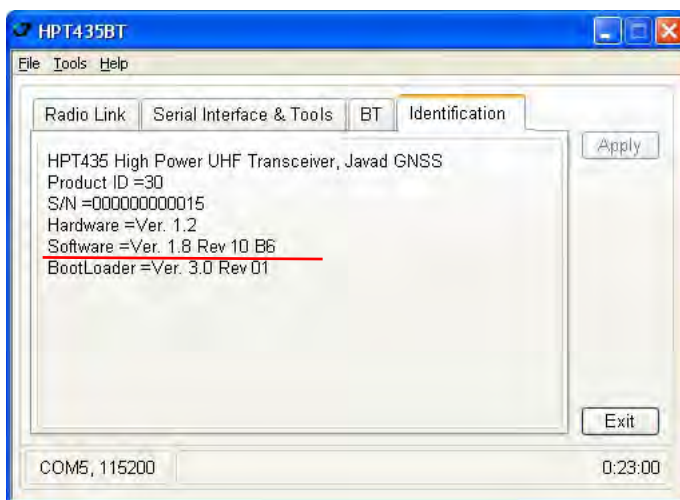 HPT435BT
File Tools Help
Radio Link Serial Interface & Tools BT Identification
Apply
HPT435 High Power UHF Transceiver, Javad GNSS
Product ID =30
S/N =000000000015
Hardware =Ver. 1.2
Software =Ver. 1.8 Rev 10 B6
BootLoader =Ver. 3.0 Rev 01
Exit
COM5, 115200 0:23:00